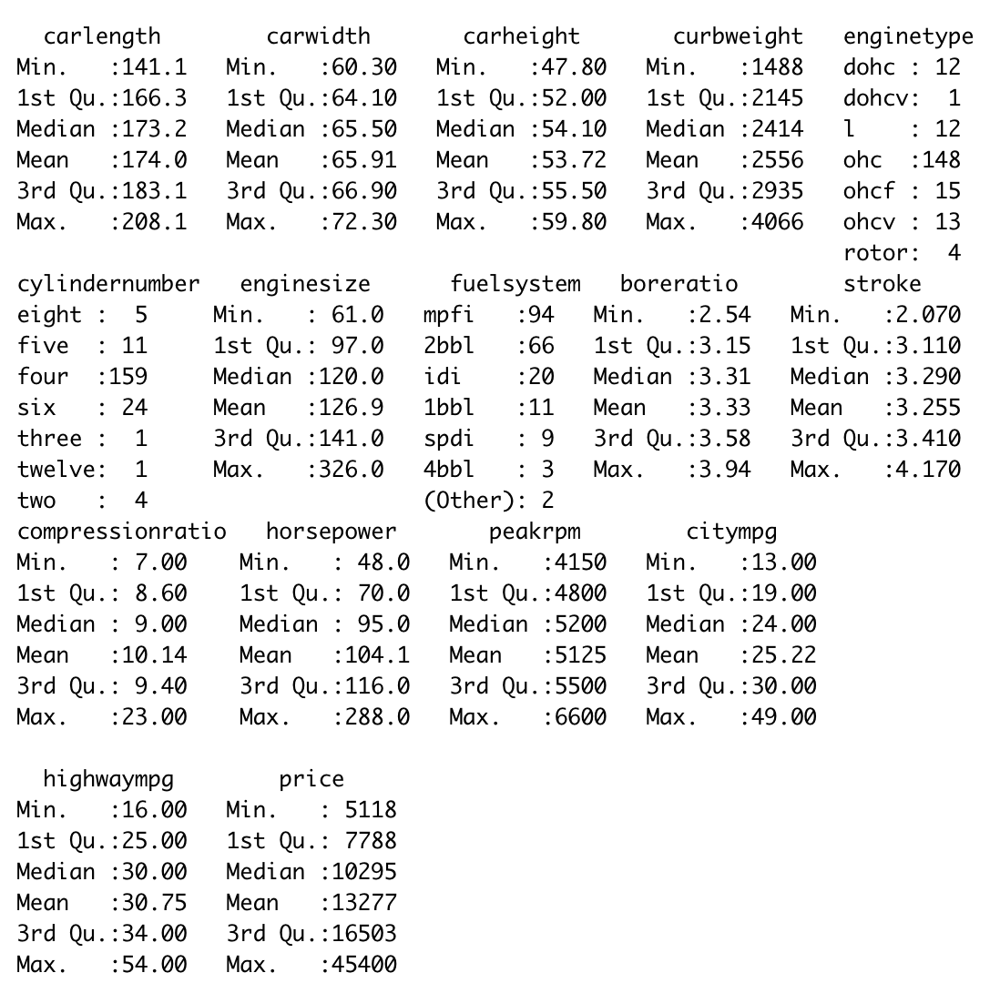 carlength       carwidth       carheight       curbweight   enginetype
Min.   :141.1   Min.   :60.30   Min.   :47.80   Min.   :1488   dohc : 12
1st Qu.:166.3   1st Qu.:64.10   1st Qu.:52.00   1st Qu.:2145   dohcv:  1
Median :173.2   Median :65.50   Median :54.10   Median :2414   l    : 12
Mean   :174.0   Mean   :65.91   Mean   :53.72   Mean   :2556   ohc  :148
3rd Qu.:183.1   3rd Qu.:66.90   3rd Qu.:55.50   3rd Qu.:2935   ohcf : 15
Max.   :208.1   Max.   :72.30   Max.   :59.80   Max.   :4066   ohcv : 13
                                                               rotor:  4
cylindernumber   enginesize      fuelsystem   boreratio        stroke
eight :  5     Min.   : 61.0   mpfi   :94   Min.   :2.54   Min.   :2.070
five  : 11     1st Qu.: 97.0   2bbl   :66   1st Qu.:3.15   1st Qu.:3.110
four  :159     Median :120.0   idi    :20   Median :3.31   Median :3.290
six   : 24     Mean   :126.9   1bbl   :11   Mean   :3.33   Mean   :3.255
three :  1     3rd Qu.:141.0   spdi   : 9   3rd Qu.:3.58   3rd Qu.:3.410
twelve:  1     Max.   :326.0   4bbl   : 3   Max.   :3.94   Max.   :4.170
two   :  4                     (Other): 2
compressionratio   horsepower       peakrpm        citympg
Min.   : 7.00    Min.   : 48.0   Min.   :4150   Min.   :13.00
1st Qu.: 8.60    1st Qu.: 70.0   1st Qu.:4800   1st Qu.:19.00
Median : 9.00    Median : 95.0   Median :5200   Median :24.00
Mean   :10.14    Mean   :104.1   Mean   :5125   Mean   :25.22
3rd Qu.: 9.40    3rd Qu.:116.0   3rd Qu.:5500   3rd Qu.:30.00
Max.   :23.00    Max.   :288.0   Max.   :6600   Max.   :49.00
  highwaympg        price
Min.   :16.00   Min.   : 5118
1st Qu.:25.00   1st Qu.: 7788
Median :30.00   Median :10295
Mean   :30.75   Mean   :13277
3rd Qu.:34.00   3rd Qu.:16503
Max.   :54.00   Max.   :45400